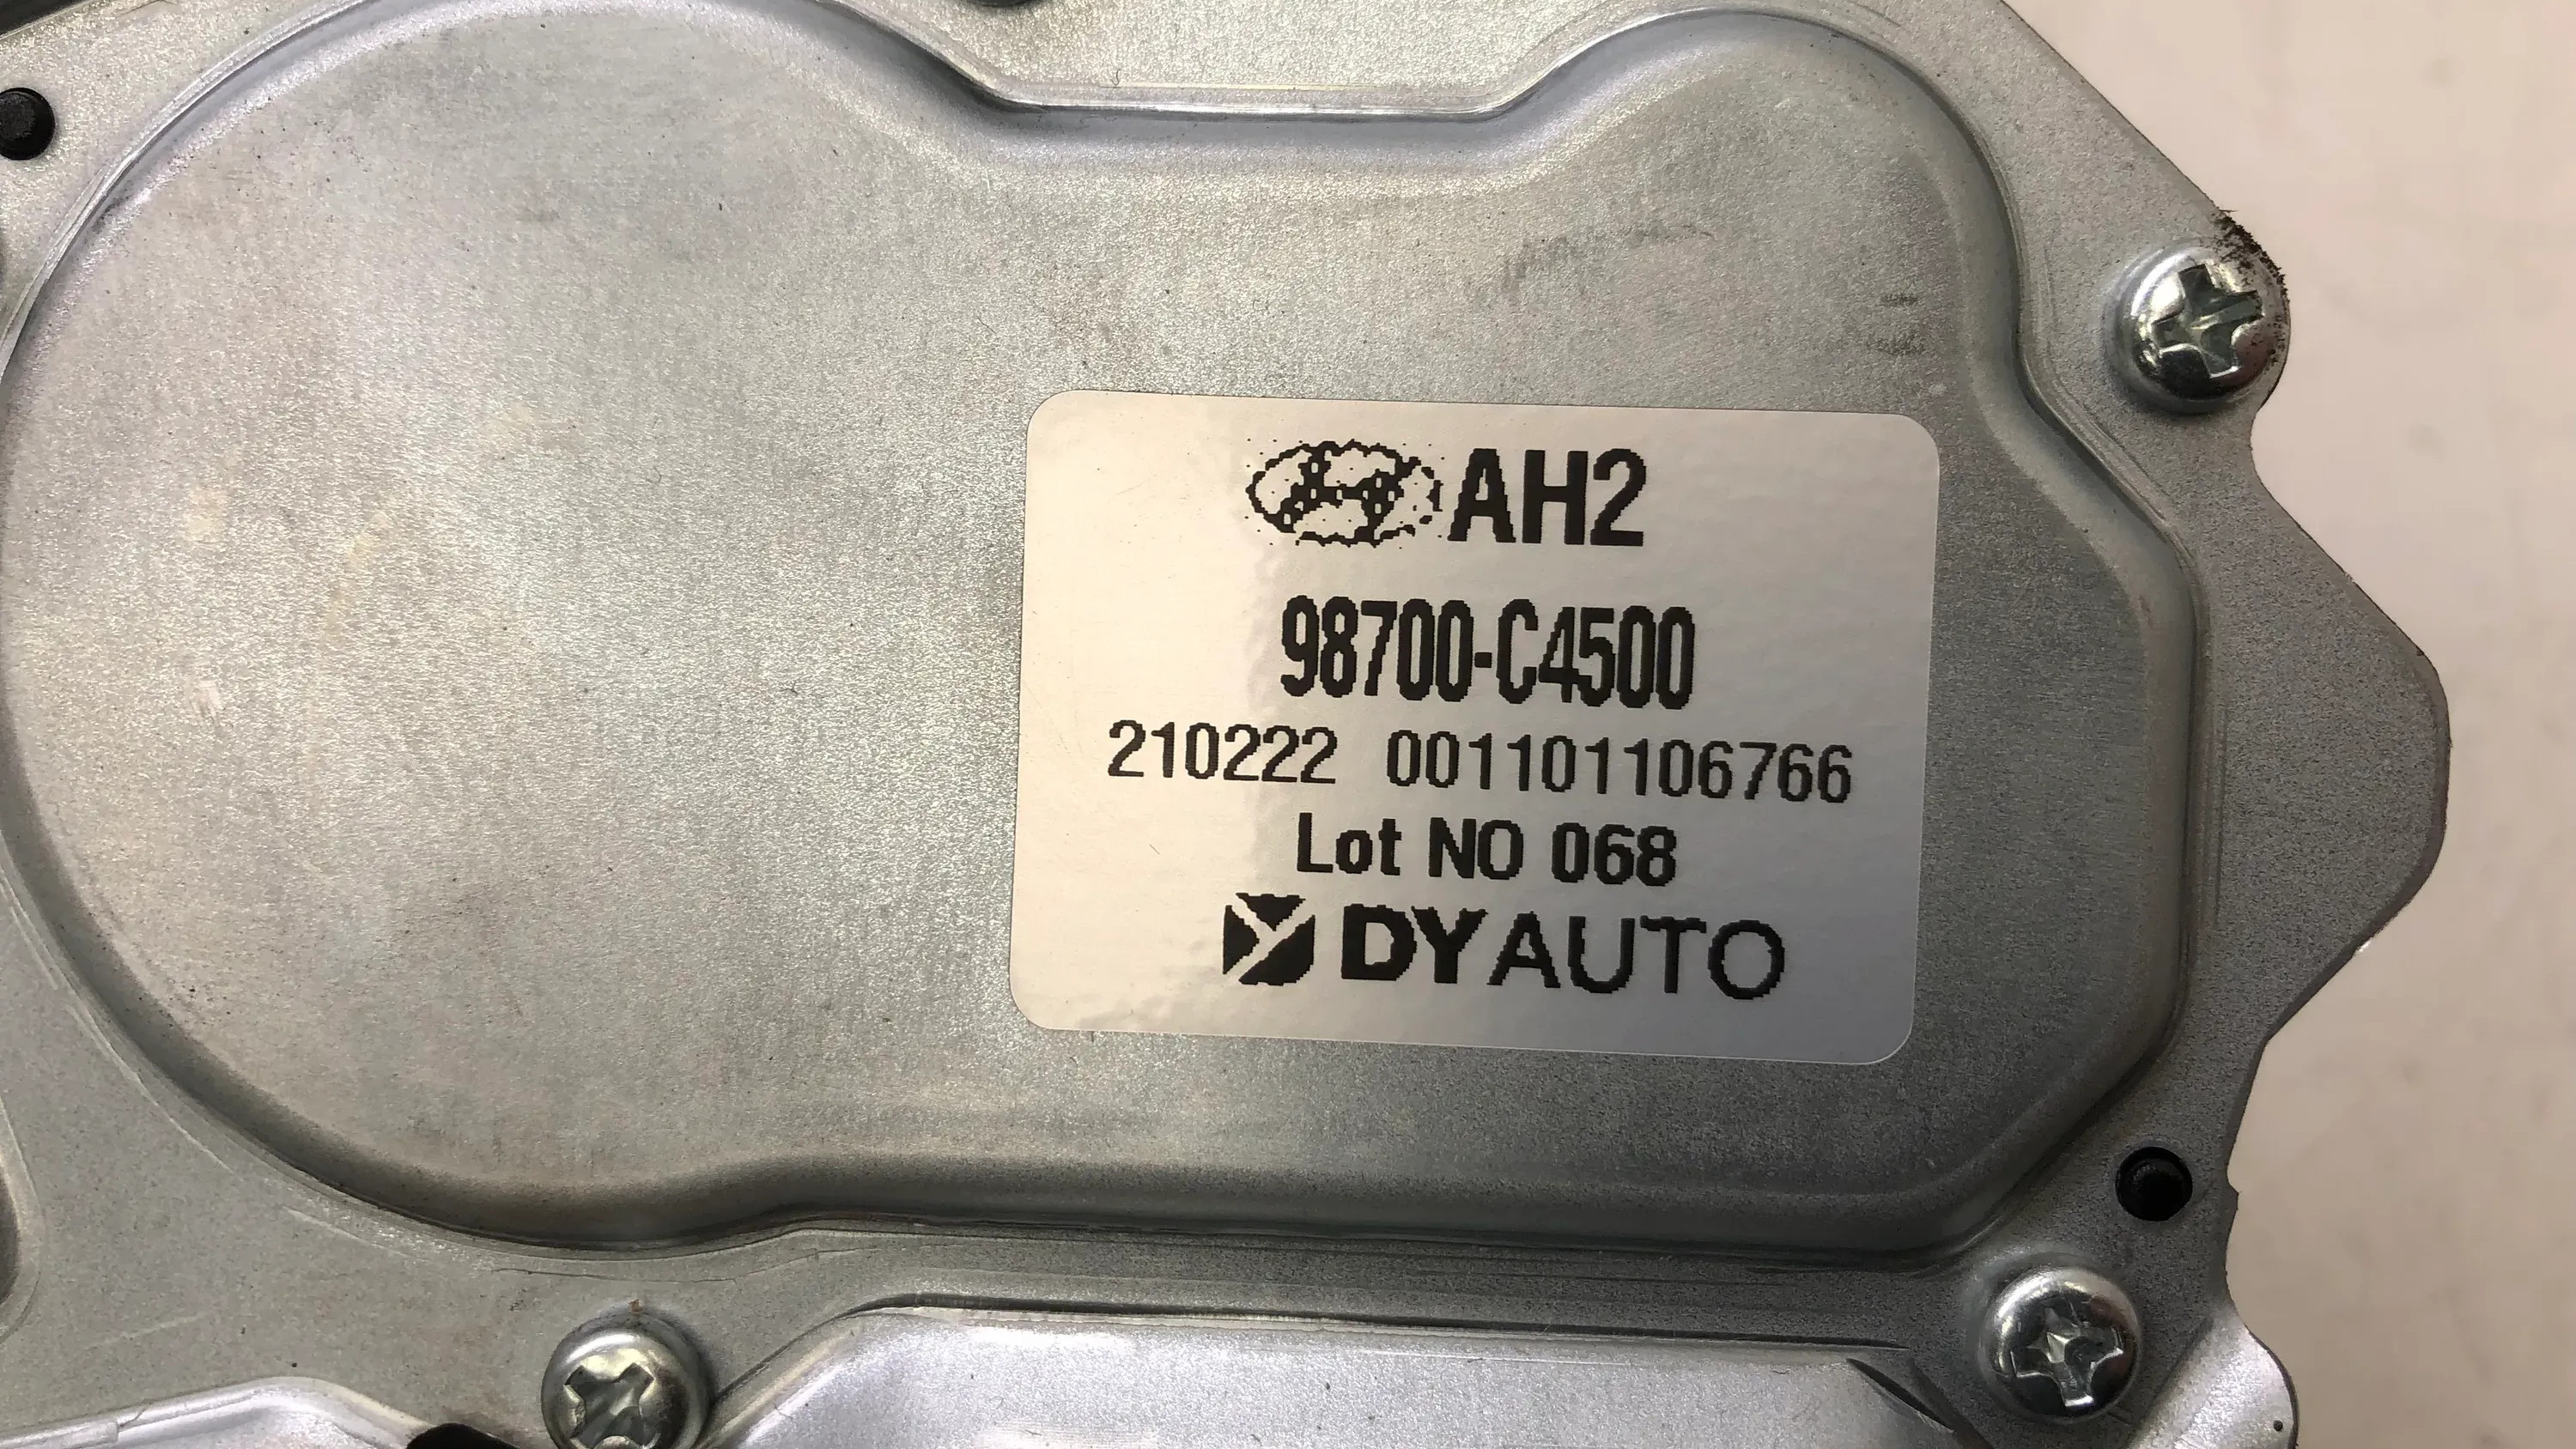 AH2
98700-C4500
210222 001101106766
Lot NO 068
DYAUTO